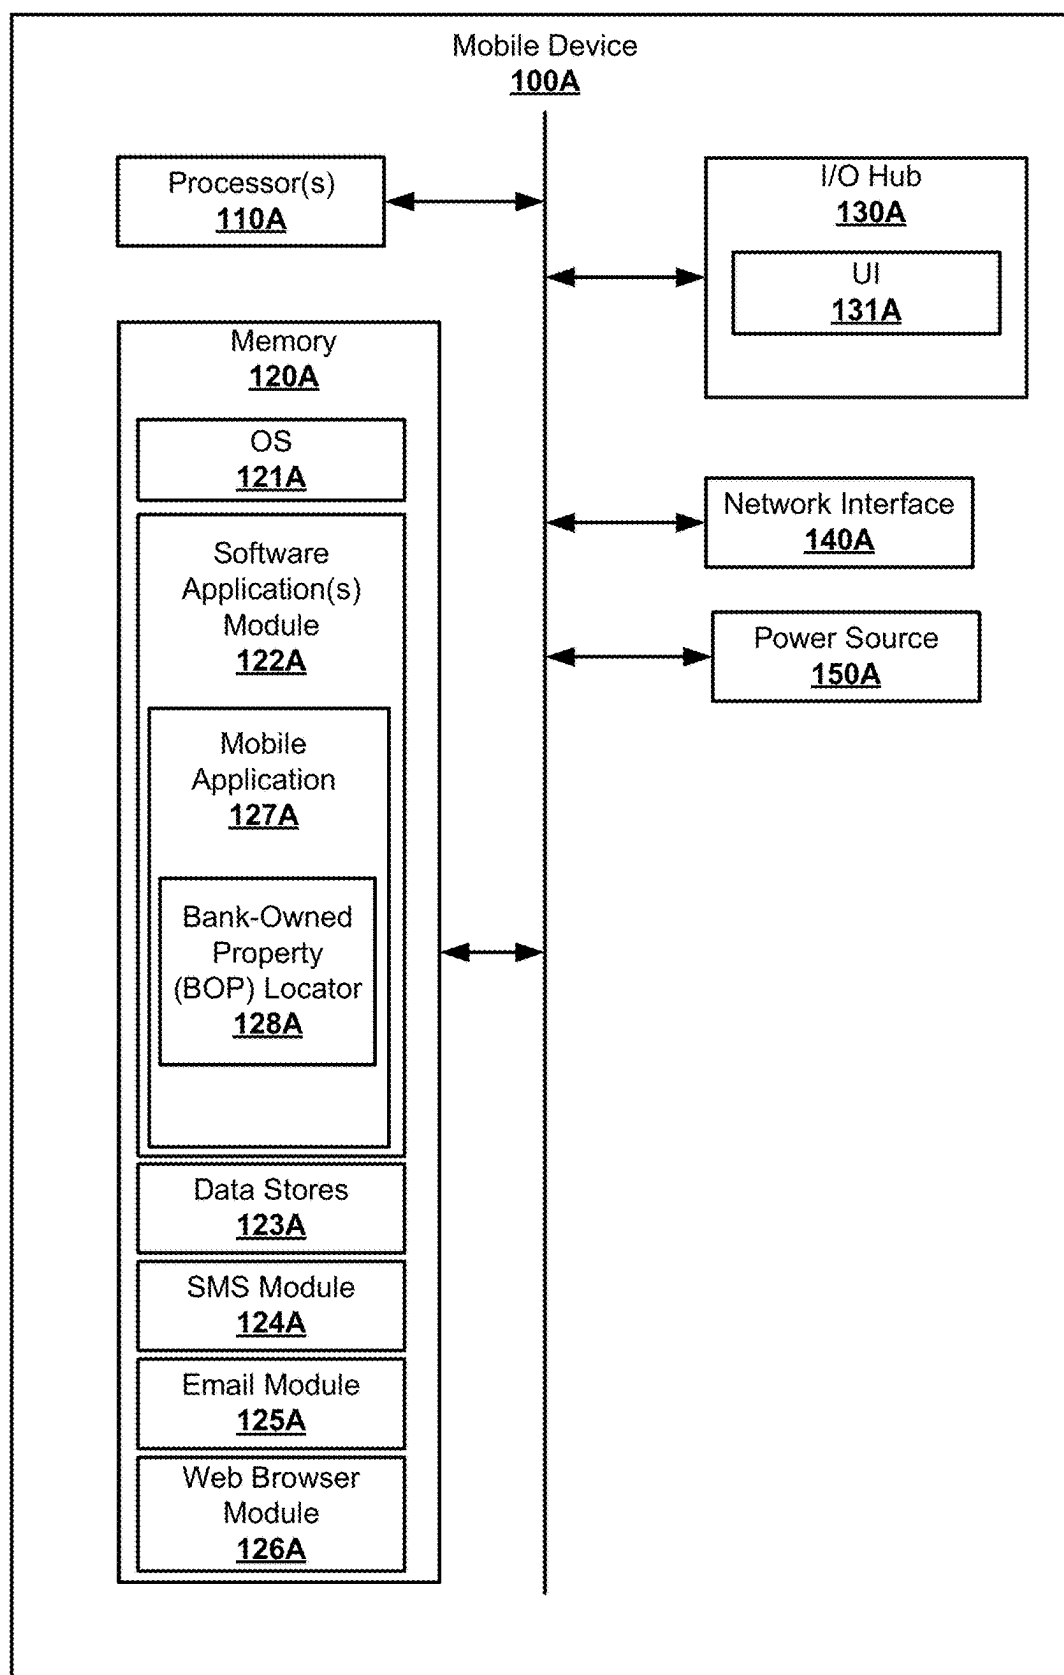 Mobile Device
100A
Processor(s)
110A
I/O Hub
130A
UI
131A
Memory
120A
OS
121A
Software
Application(s)
Module
122A
Mobile
Application
127A
Bank-Owned
Property
(BOP) Locator
128A
Data Stores
123A
SMS Module
124A
Email Module
125A
Web Browser
Module
126A
Network Interface
140A
Power Source
150A